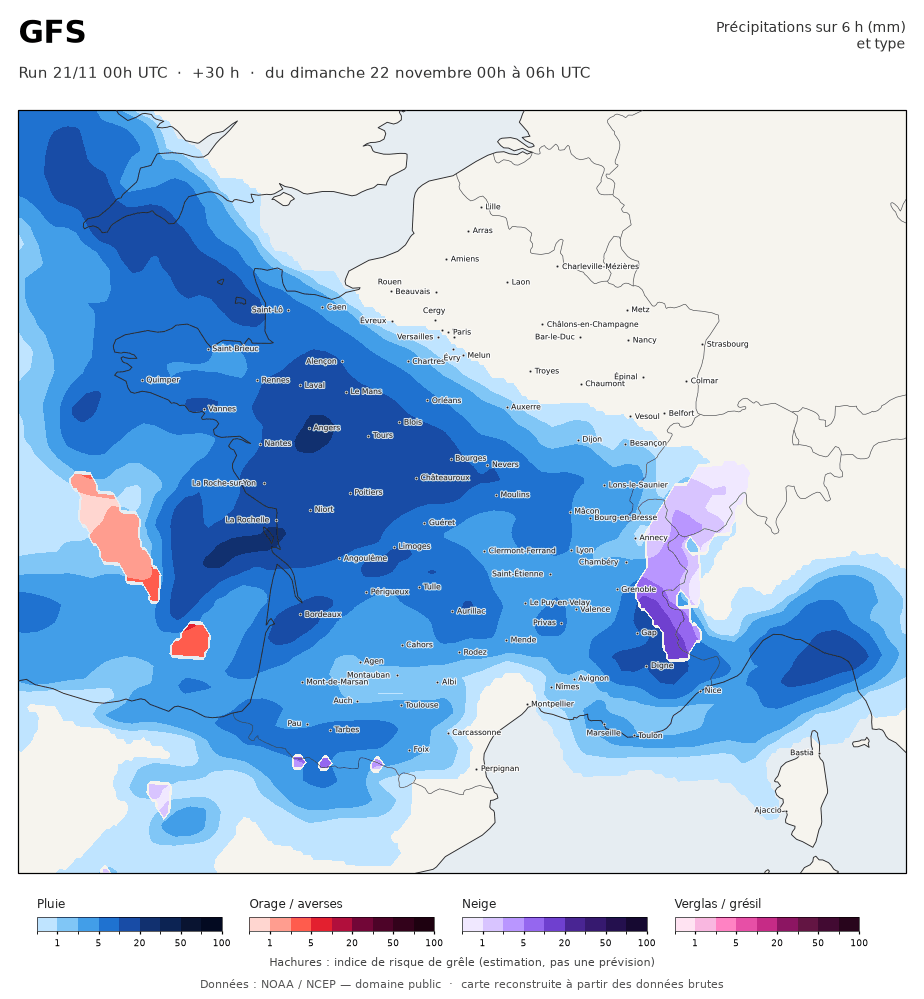 GFS
Précipitations sur 6 h (mm)
et type
Run 21/11 00h UTC · +30 h · du dimanche 22 novembre 00h à 06h UTC
Lille
Arras
Amiens
Charleville-Mézières
Rouen
Beauvais
Laon
Saint-Lô
Caen
Cergy
Metz
Évreux
Châlons-en-Champagne
Versailles
Paris
Bar-le-Duc
Nancy
Strasbourg
Saint-Brieuc
Alençon
Chartres
Évry
Melun
Quimper
Rennes
Laval
Le Mans
Troyes
Chaumont
Épinal
Colmar
Vannes
Orléans
Auxerre
Vesoul
Belfort
Nantes
Angers
Tours
Blois
Dijon
Besançon
La Roche-sur-Yon
Poitiers
Bourges
Châteauroux
Nevers
Moulins
Lons-le-Saunier
La Rochelle
Niort
Guéret
Mâcon
Bourg-en-Bresse
Annecy
Angoulême
Limoges
Clermont-Ferrand
Lyon
Chambéry
Saint-Étienne
Périgueux
Tulle
Grenoble
Bordeaux
Aurillac
Le Puy-en-Velay
Valence
Privas
Cahors
Rodez
Mende
Gap
Agen
Montauban
Mont-de-Marsan
Albi
Digne
Avignon
Nîmes
Nice
Auch
Toulouse
Montpellier
Pau
Tarbes
Carcassonne
Marseille
Toulon
Foix
Perpignan
Bastia
Ajaccio
Pluie
Orage / averses
Neige
Verglas / grésil
1 5 20 50 100
1 5 20 50 100
1 5 20 50 100
1 5 20 50 100
Hachures : indice de risque de grêle (estimation, pas une prévision)
Données : NOAA / NCEP — domaine public · carte reconstruite à partir des données brutes